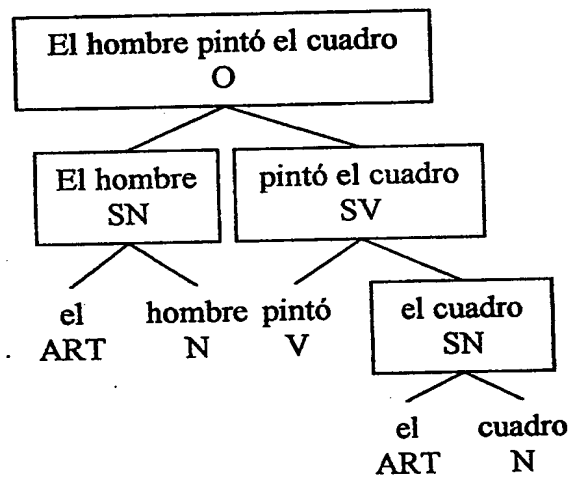 El hombre pintó el cuadro
O
El hombre
SN
pintó el cuadro
SV
el
ART
hombre
N
pintó
V
el cuadro
SN
el
ART
cuadro
N